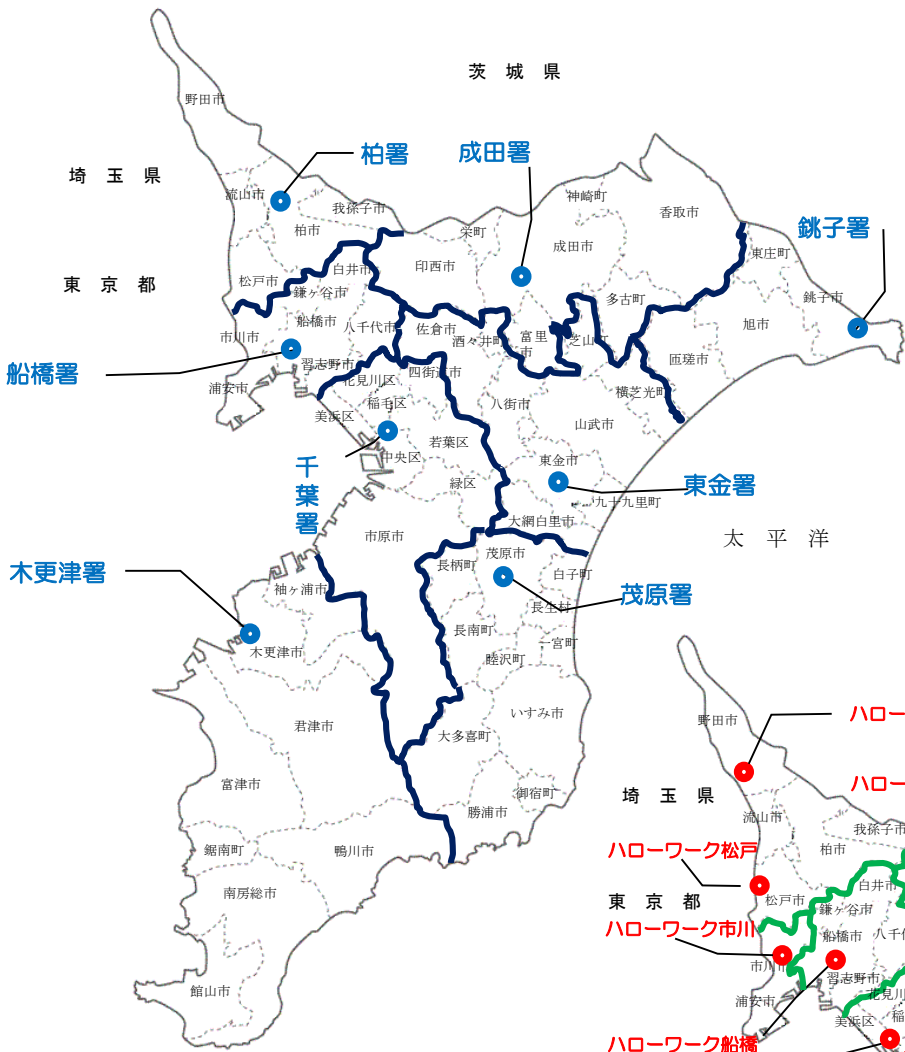 茨 城 県
野田市
柏署
成田署
埼 玉 県
流山市
我孫子市
柏市
神崎町
香取市
銚子署
栄町
成田市
東庄町
東 京 都
松戸市
白井市
印西市
鎌ヶ谷市
多古町
銚子市
市川市
船橋市
八千代市
佐倉市
酒々井町
富里市
芝山町
旭市
船橋署
習志野市
匝瑳市
浦安市
花見川区
四街道市
横芝光町
美浜区
稲毛区
八街市
山武市
若葉区
中央区
千葉署
東金市
緑区
東金署
九十九里町
大網白里市
市原市
太 平 洋
長柄町
茂原市
白子町
木更津署
袖ヶ浦市
茂原署
長生村
長南町
一宮町
木更津市
睦沢町
いすみ市
君津市
大多喜町
富津市
御宿町
勝浦市
鋸南町
鴨川市
南房総市
館山市
野田市
ハロー
ハロー
埼 玉 県
流山市
我孫子市
柏市
ハローワーク松戸
白井市
東 京 都
松戸市
鎌ヶ谷市
ハローワーク市川
船橋市
八千代
市川市
習志野市
浦安市
花見川
美浜区
稲
ハローワーク船橋